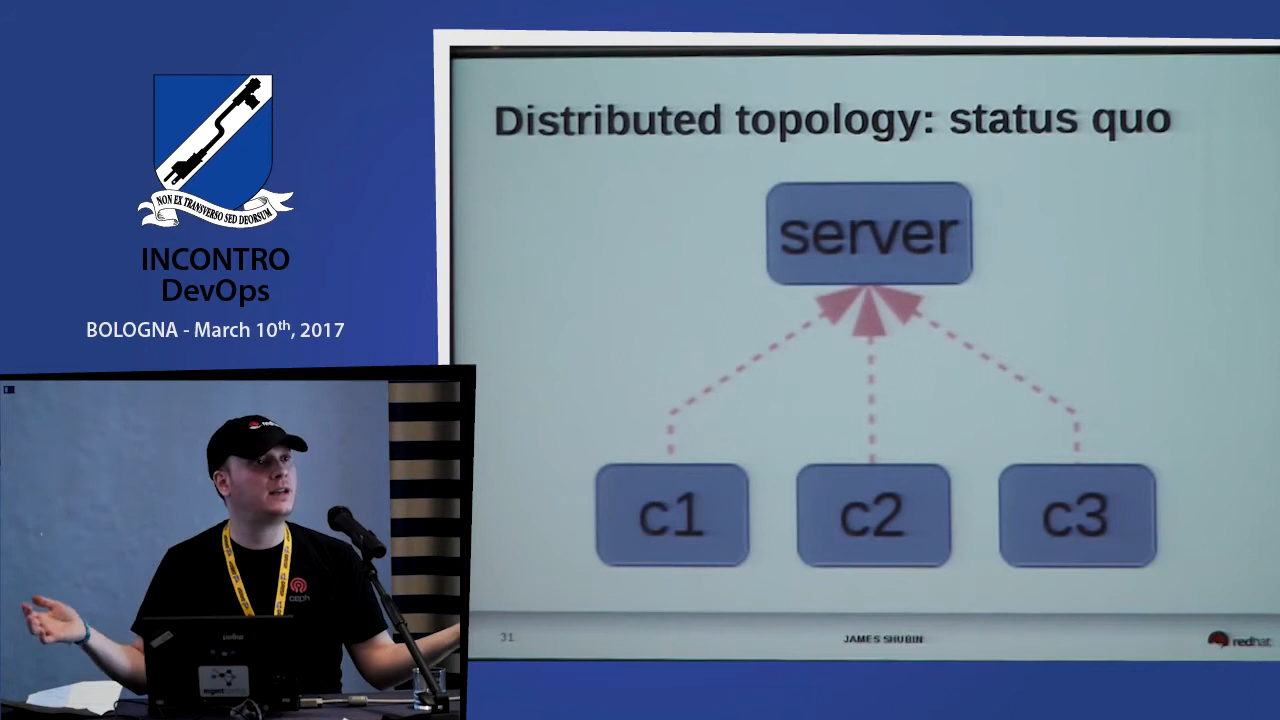 NON EX TRANSVERSO SED DEORSUM
INCONTRO
DevOps
BOLOGNA - March 10th, 2017
Distributed topology: status quo
server
c1
c2
c3
31
JAMES SHUBIN
redhat
ceph
mgmtconfig